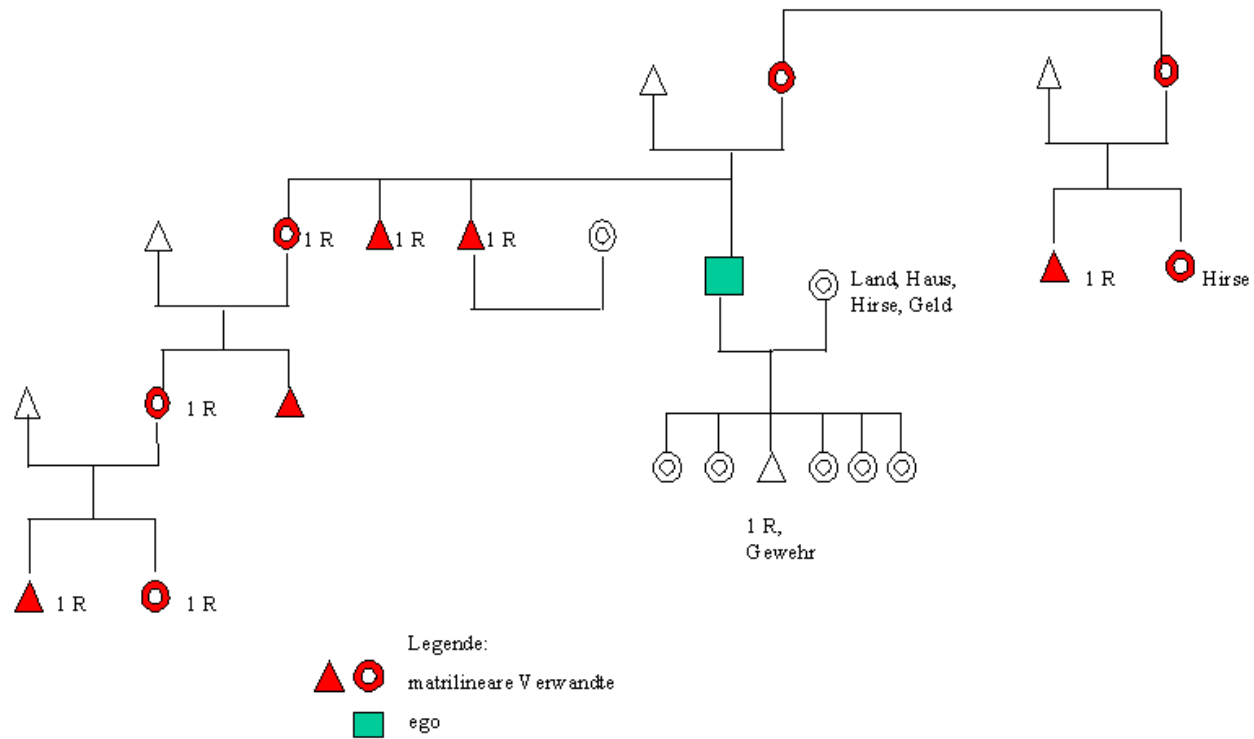 1 R
1 R
1 R
Land, Haus,
Hirse, Geld
1 R
Hirse
1 R
1 R,
Gewehr
1 R
1 R
Legende:
matrilineare Verwandte
ego